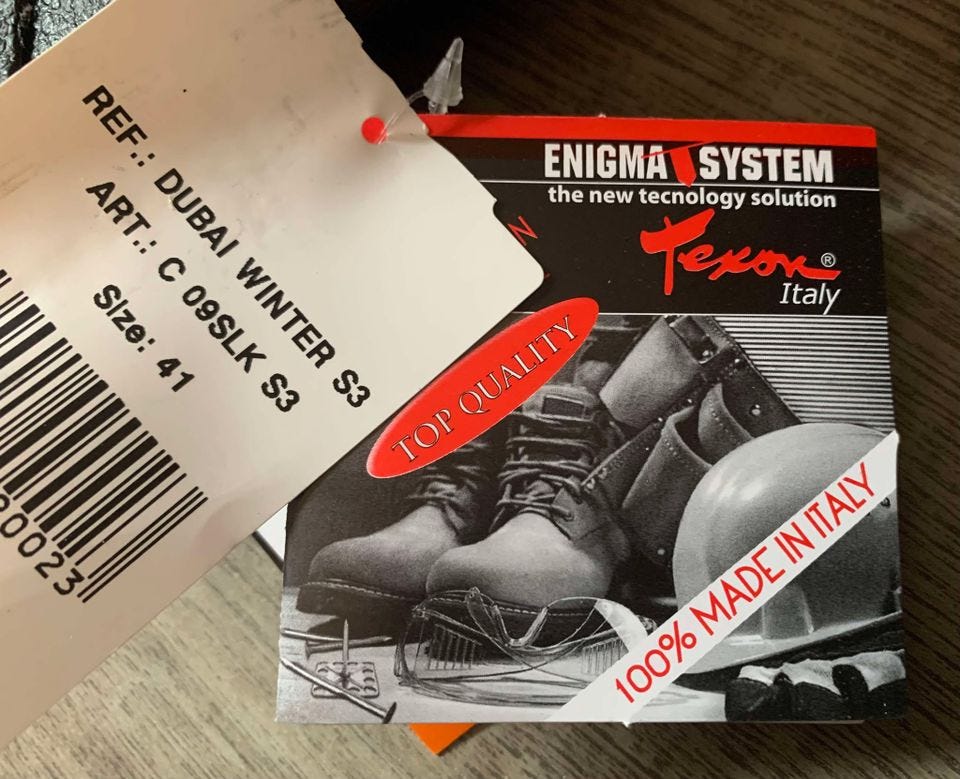 REF.: DUBAI WINTER S3
ART.: C 09SLK S3
Size: 41
80023
ENIGMA T SYSTEM
the new tecnology solution
Texon ®
Italy
TOP QUALITY
100% MADE IN ITALY